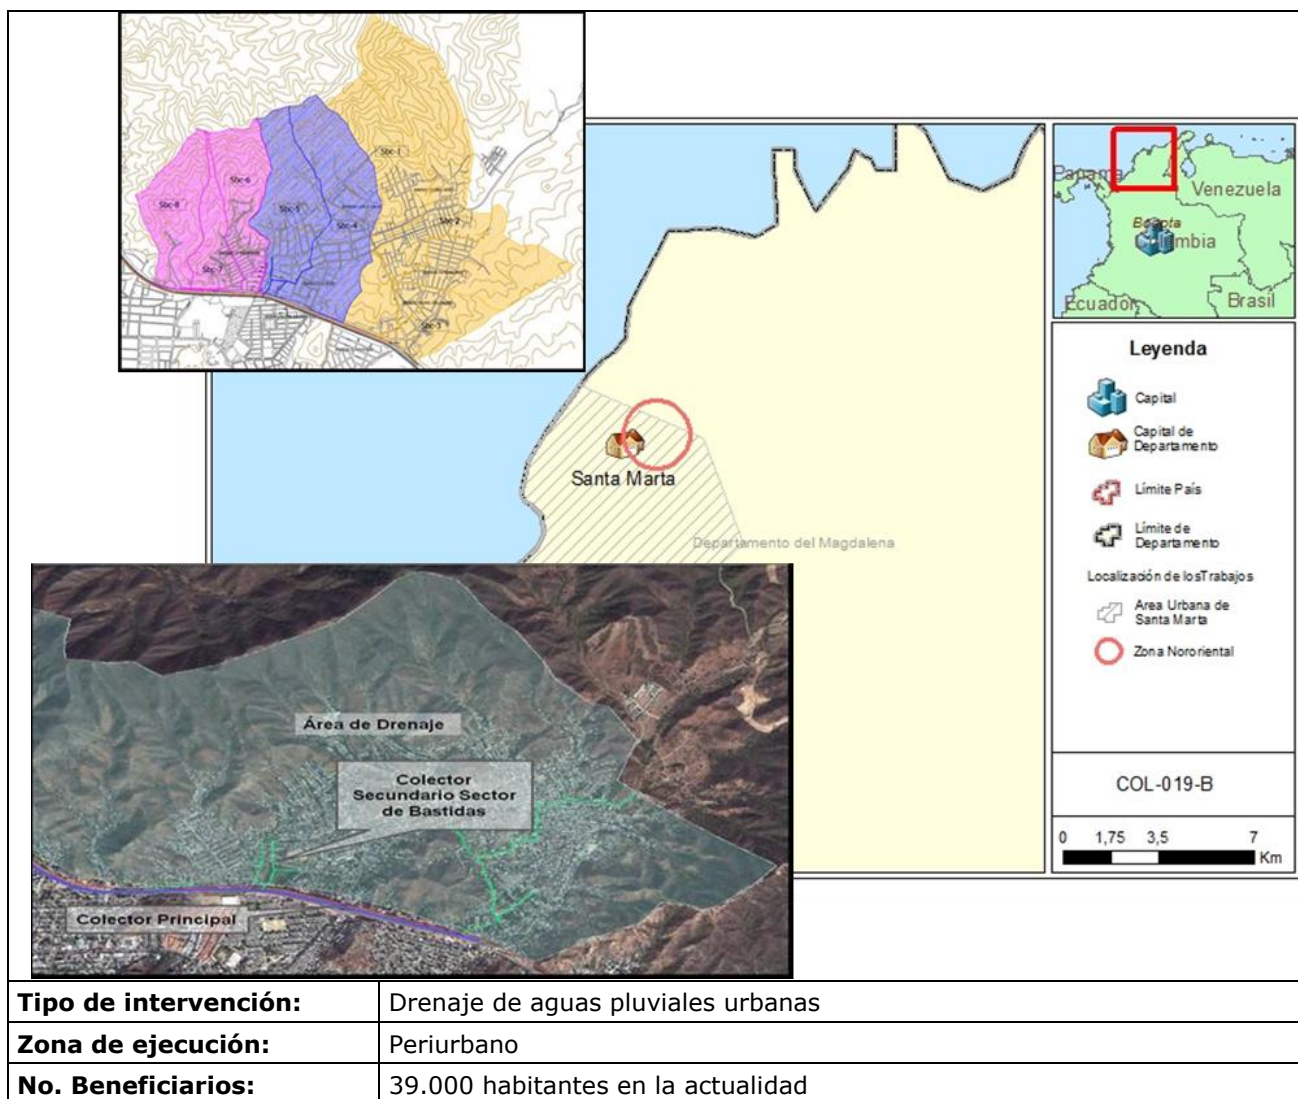 Sbc-1
Sbc-6
Sbc-8
Sbc-5
Sbc-4
Sbc-2
Sbc-7
Sbc-3
Panama
Venezuela
Bogota
Colombia
Ecuador
Brasil
Leyenda
Capital
Capital de
Departamento
Límite País
Límite de
Departamento
Localización de losTrabajos
Area Urbana de
Santa Marta
Zona Nororiental
COL-019-B
0 1,75 3,5 7
Km
Santa Marta
Departamento del Magdalena
Área de Drenaje
Colector
Secundario Sector
de Bastidas
Colector Principal
Tipo de intervención: Drenaje de aguas pluviales urbanas
Zona de ejecución: Periurbano
No. Beneficiarios: 39.000 habitantes en la actualidad